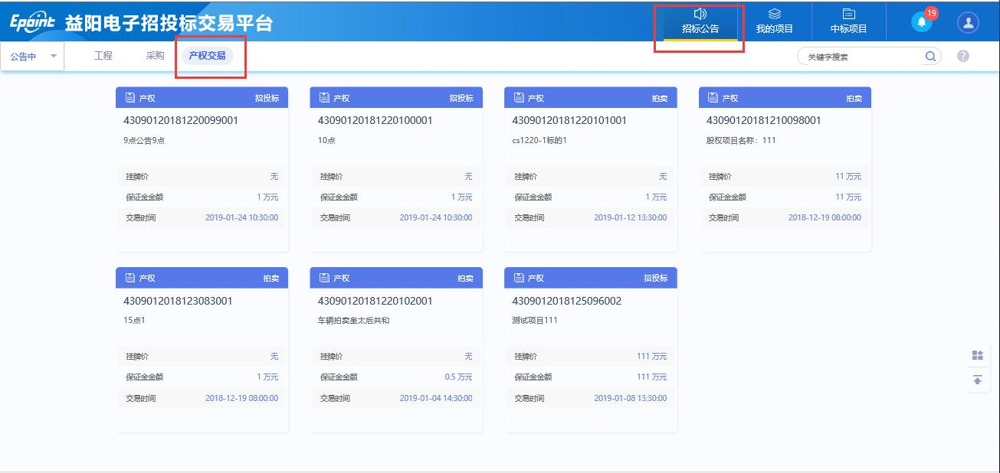 Epoint 益阳电子招投标交易平台
招标公告
我的项目
中标项目
19
公告中
工程
采购
产权交易
关键字搜索
?
产权 招投标
43090120181220099001
9点公告9点
挂牌价 无
保证金金额 1 万元
交易时间 2019-01-24 10:30:00
产权 招投标
43090120181220100001
10点
挂牌价 无
保证金金额 1 万元
交易时间 2019-01-24 10:30:00
产权 拍卖
43090120181220101001
cs1220-1标的1
挂牌价 无
保证金金额 1 万元
交易时间 2019-01-12 13:30:00
产权 拍卖
43090120181210098001
股权项目名称：111
挂牌价 11 万元
保证金金额 11 万元
交易时间 2018-12-19 08:00:00
产权 拍卖
4309012018123083001
15点1
挂牌价 无
保证金金额 1 万元
交易时间 2018-12-19 08:00:00
产权 拍卖
43090120181220102001
车辆拍卖皇太后共和
挂牌价 无
保证金金额 0.5 万元
交易时间 2019-01-04 14:30:00
产权 招投标
4309012018125096002
测试项目111
挂牌价 111 万元
保证金金额 111 万元
交易时间 2019-01-08 13:30:00